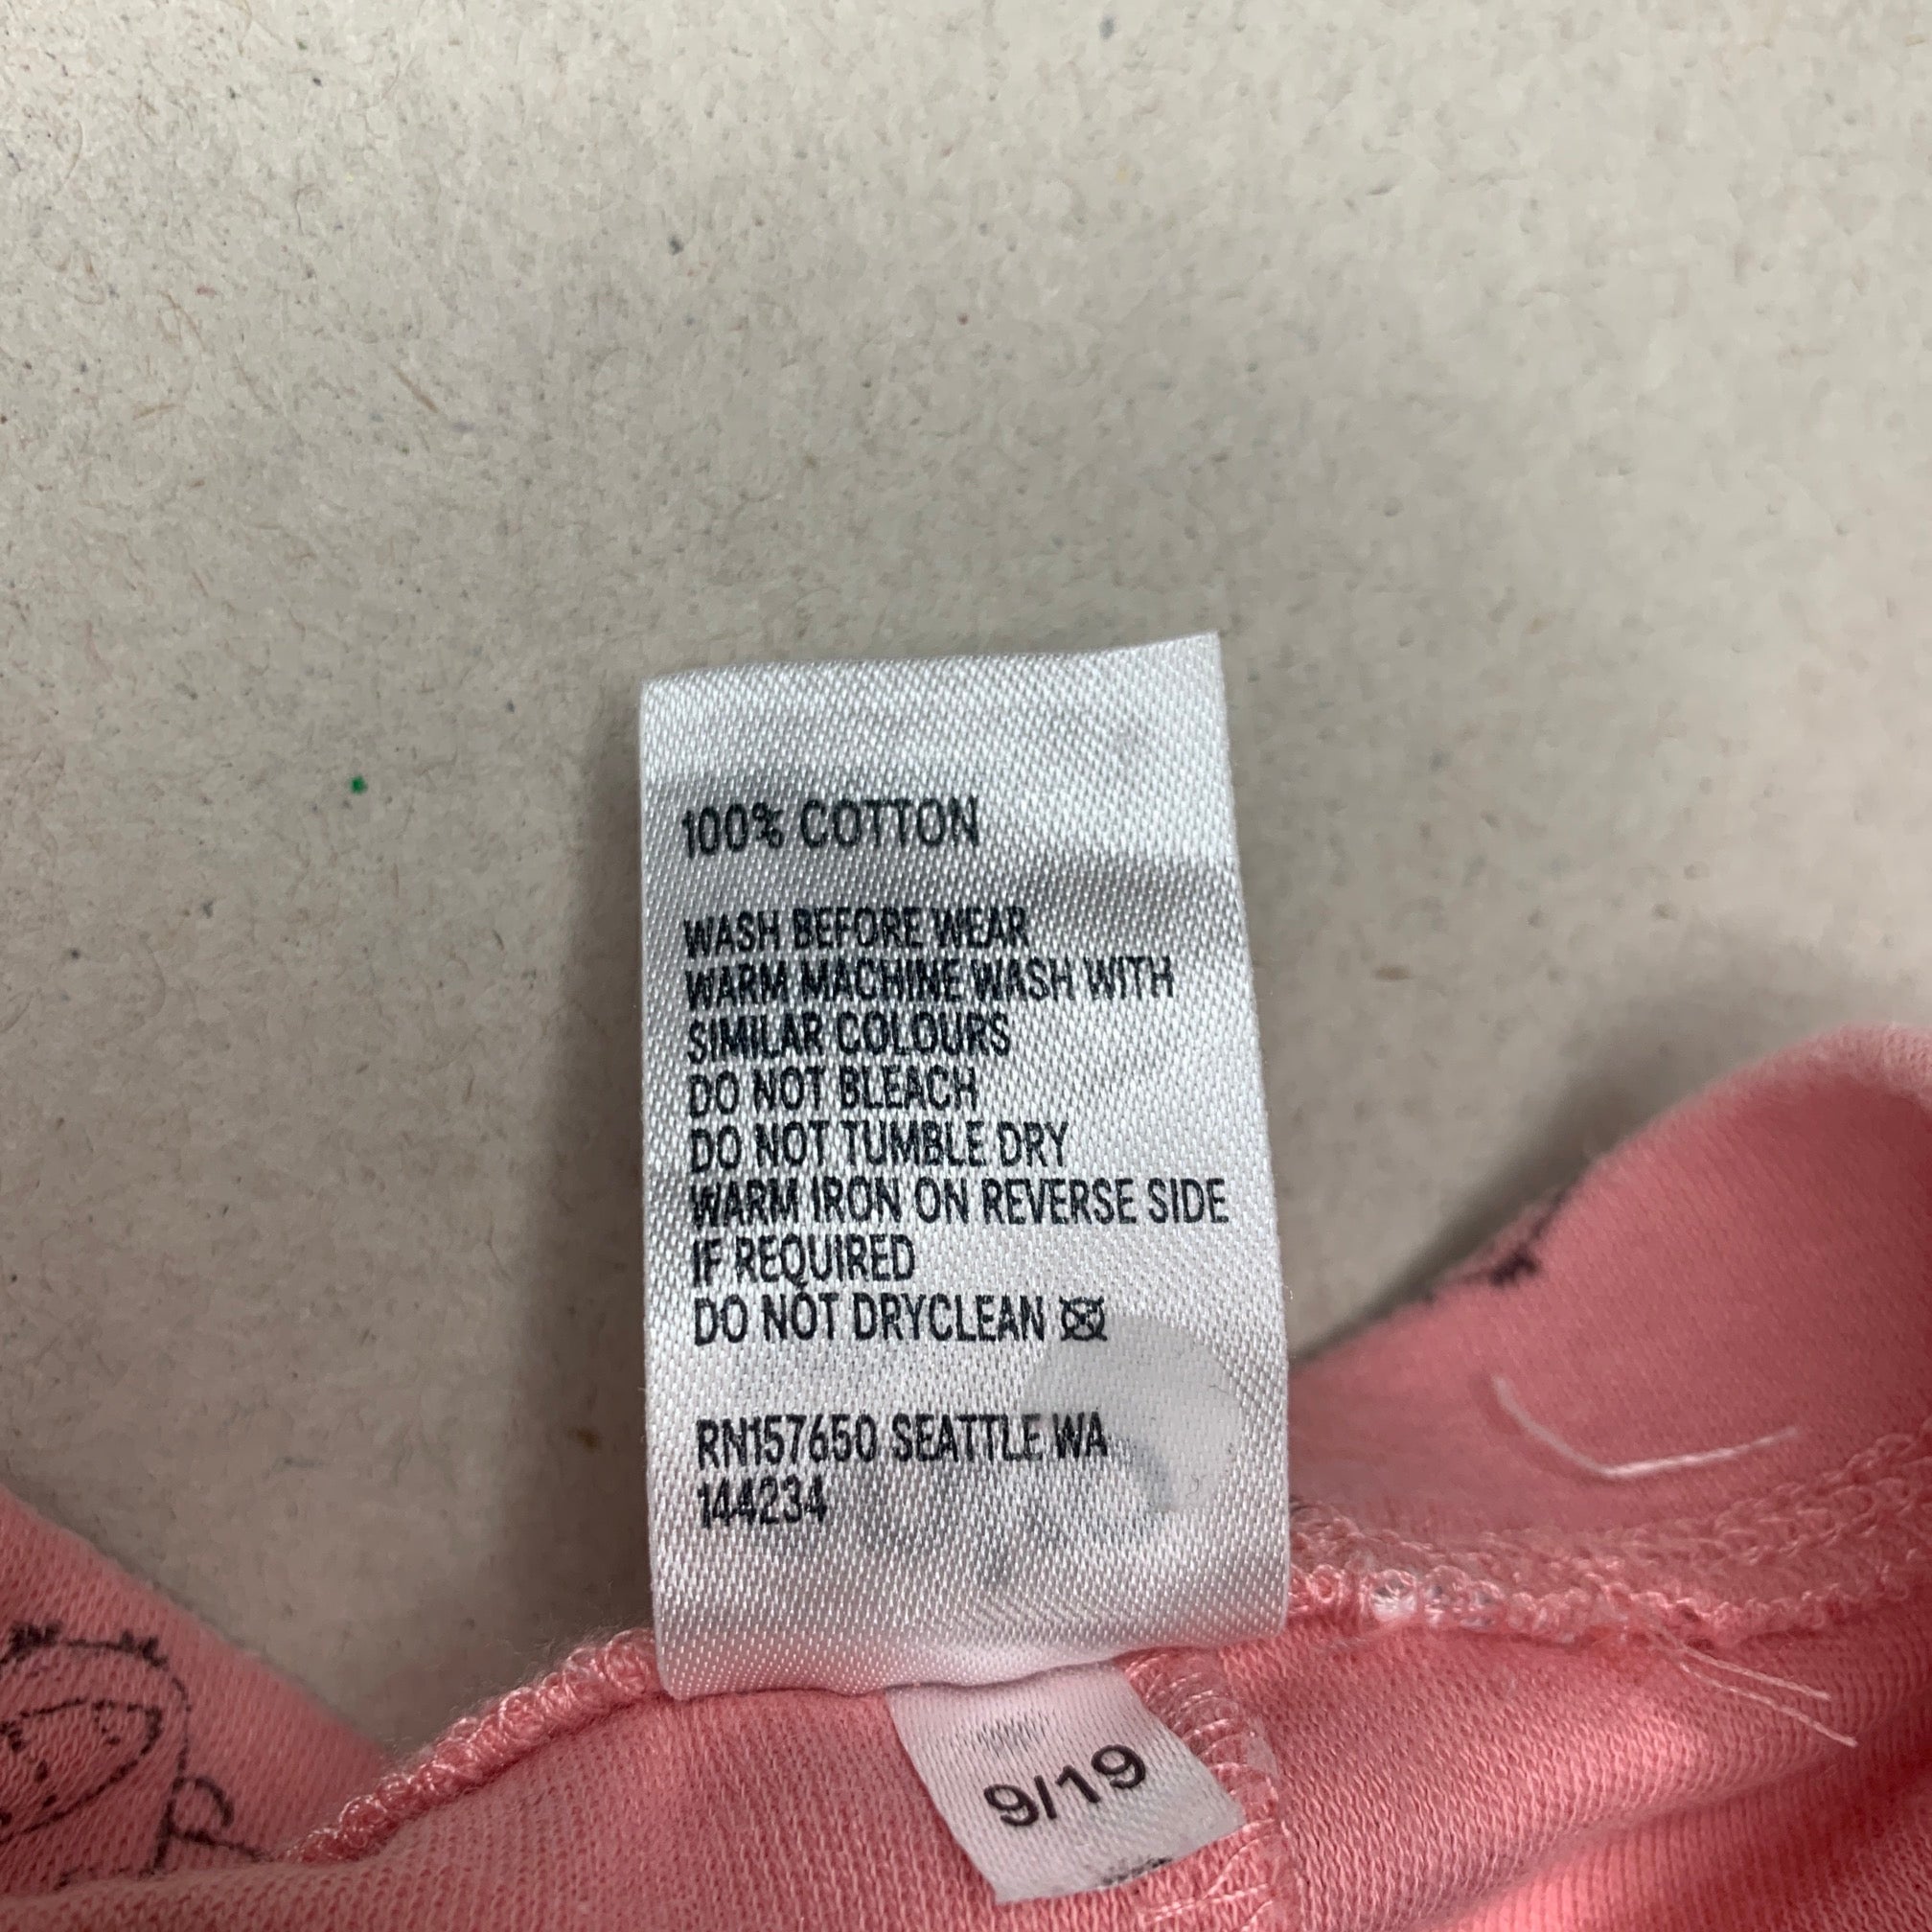 100% COTTON
WASH BEFORE WEAR
WARM MACHINE WASH WITH
SIMILAR COLOURS
DO NOT BLEACH
DO NOT TUMBLE DRY
WARM IRON ON REVERSE SIDE
IF REQUIRED
DO NOT DRYCLEAN
RN157650 SEATTLE WA
144234
9/19